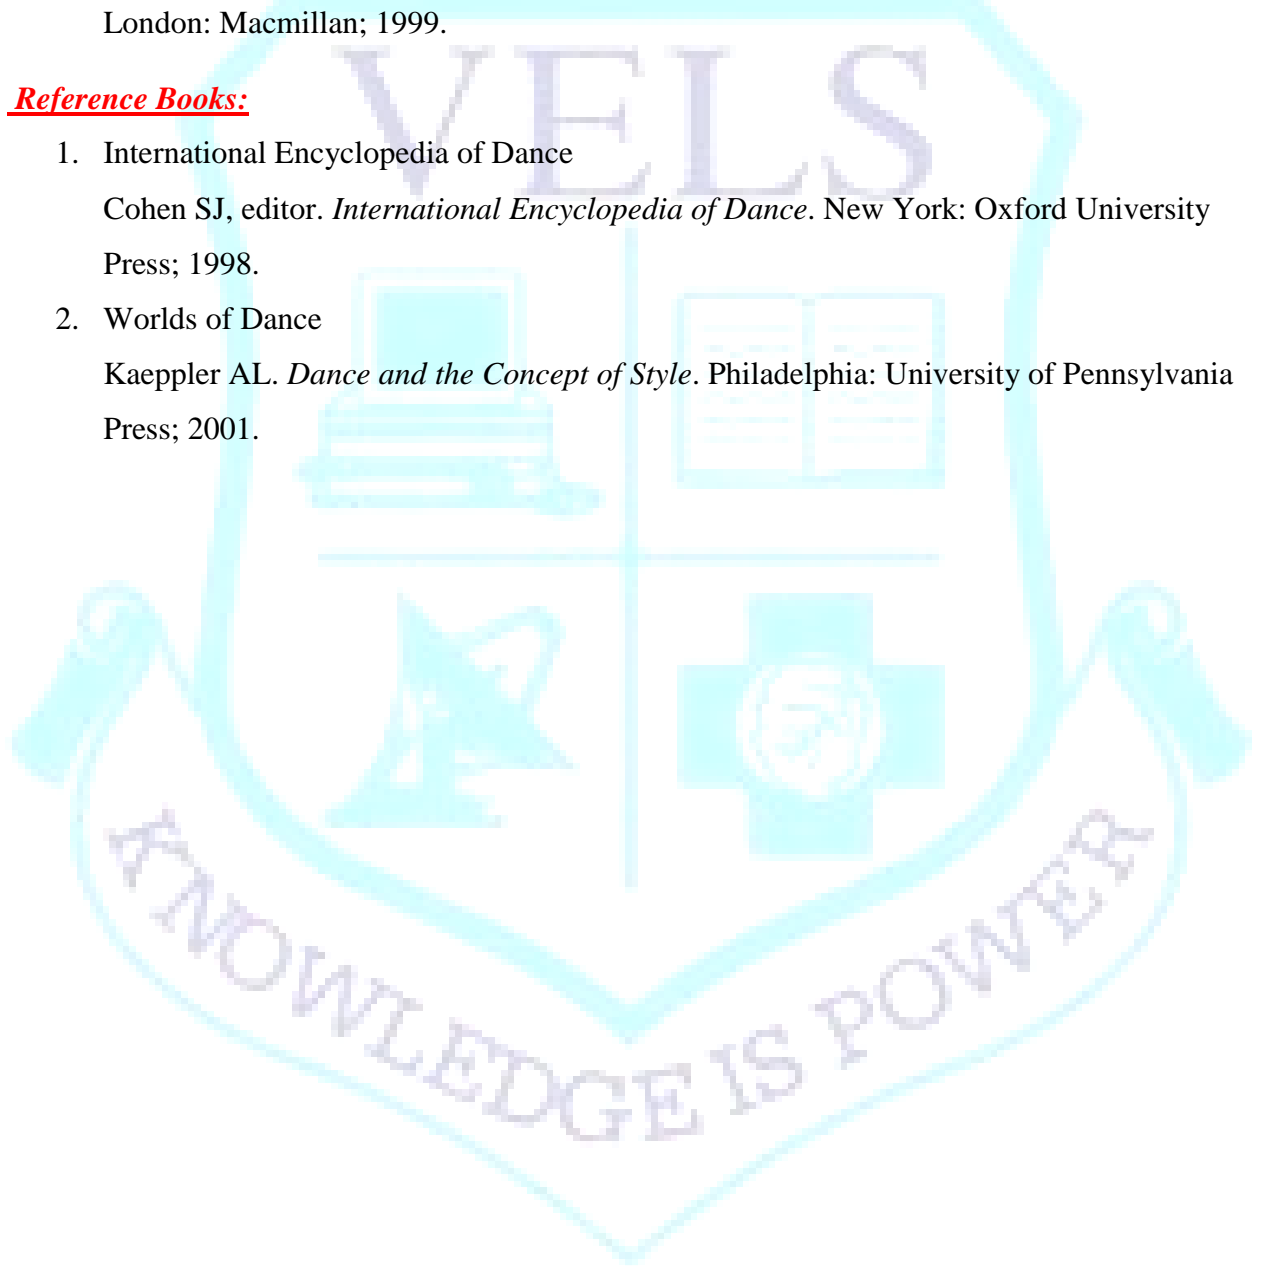 London: Macmillan; 1999.
VELS
Reference Books:
1. International Encyclopedia of Dance
Cohen SJ, editor. International Encyclopedia of Dance. New York: Oxford University
Press; 1998.
2. Worlds of Dance
Kaeppler AL. Dance and the Concept of Style. Philadelphia: University of Pennsylvania
Press; 2001.
KNOWLEDGE IS POWER